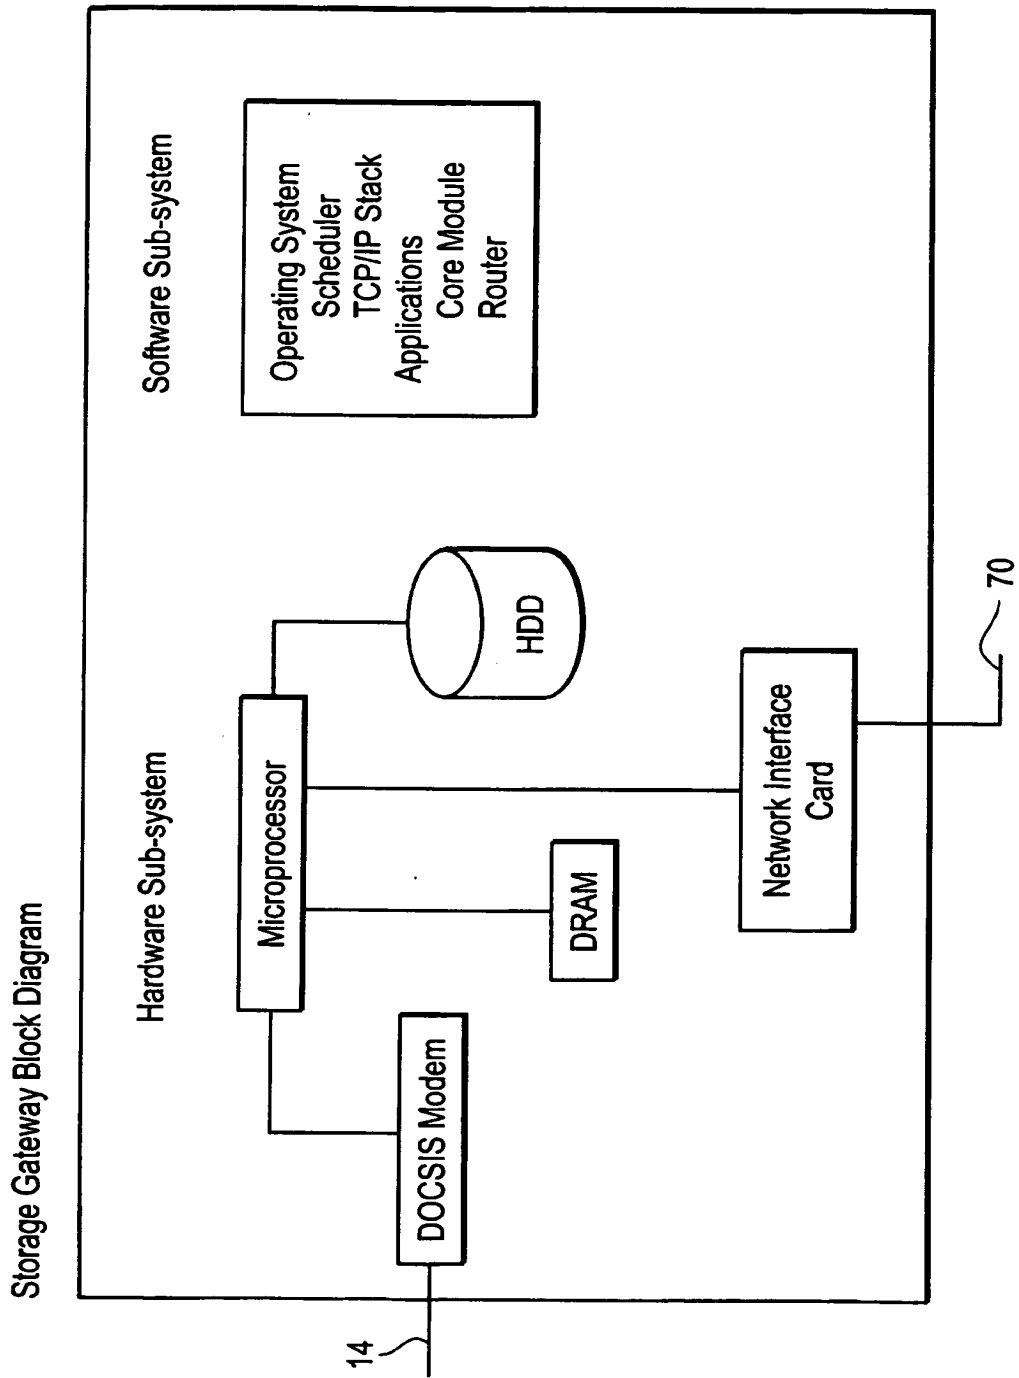 Storage Gateway Block Diagram
Hardware Sub-system
Software Sub-system
Microprocessor
DOCSIS Modem
DRAM
HDD
Network Interface
Card
Operating System
Scheduler
TCP/IP Stack
Applications
Core Module
Router
14
70